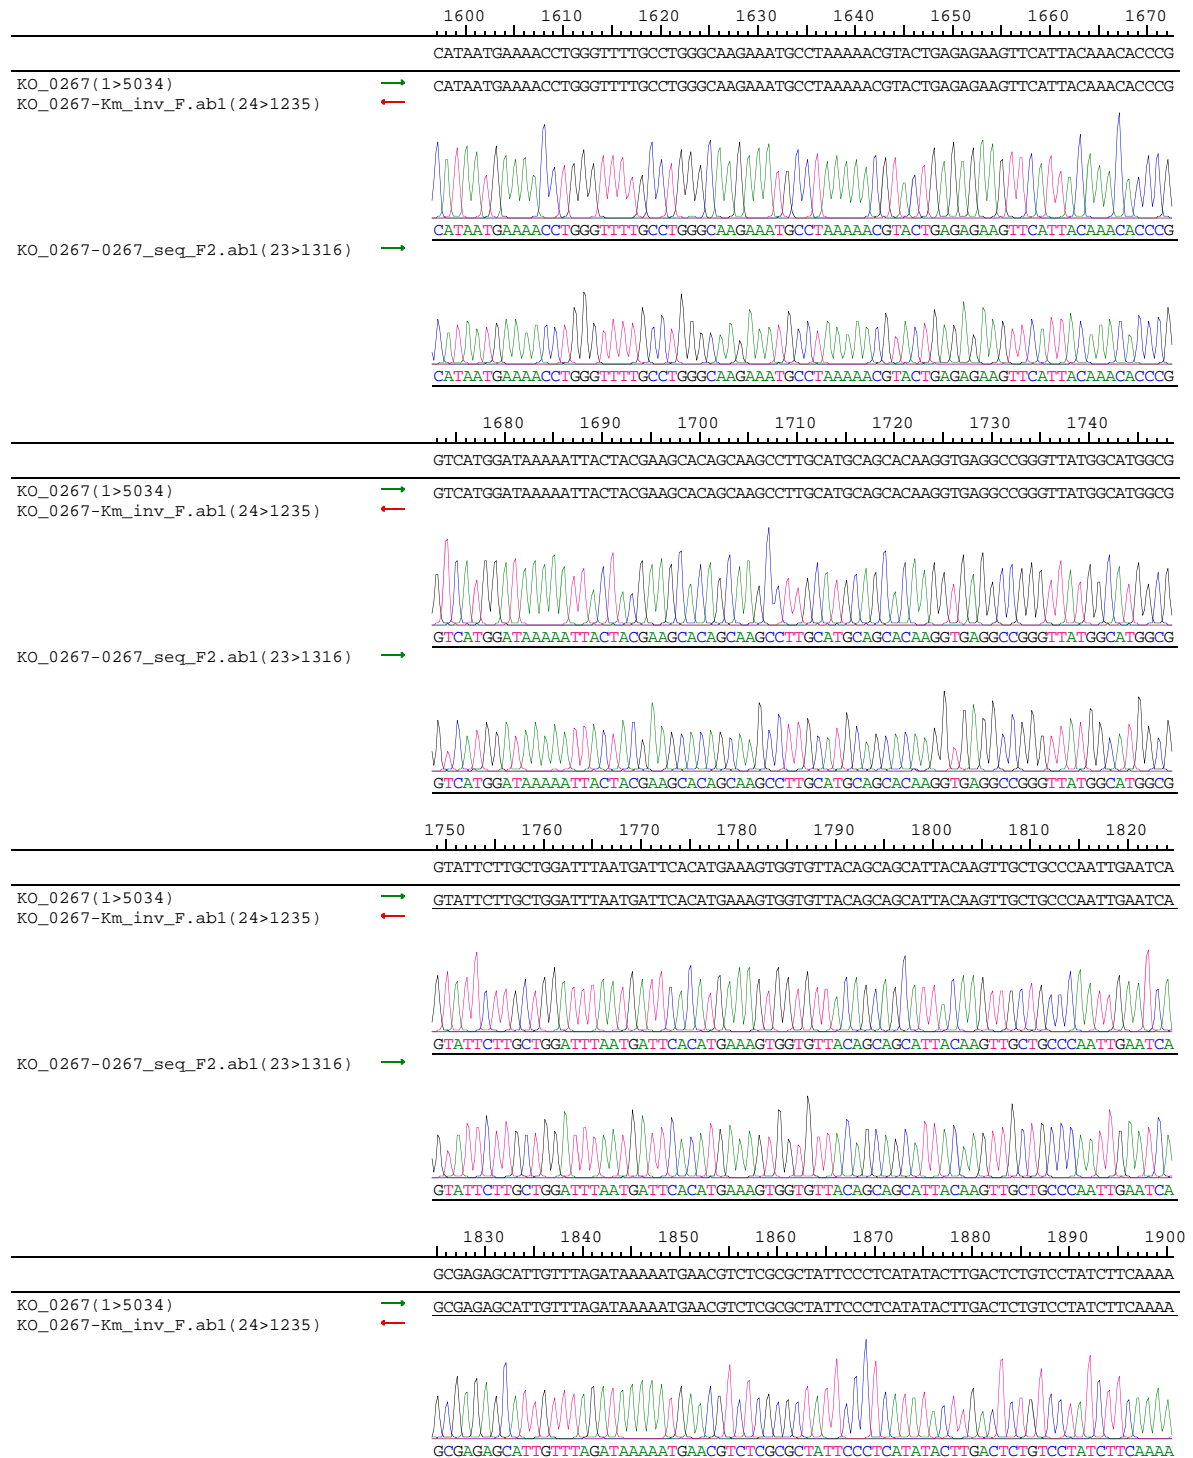 1600 1610 1620 1630 1640 1650 1660 1670
CATAATGAAAACCTGGGTTTTGCCTGGGCAAGAAATGCCTAAAAACGTACTGAGAGAAGTTCATTACAAACACCCG
KO_0267(1>5034) → CATAATGAAAACCTGGGTTTTGCCTGGGCAAGAAATGCCTAAAAACGTACTGAGAGAAGTTCATTACAAACACCCG
KO_0267-Km_inv_F.ab1(24>1235) ←
CATAATGAAAACCTGGGTTTTGCCTGGGCAAGAAATGCCTAAAAACGTACTGAGAGAAGTTCATTACAAACACCCG
KO_0267-0267_seq_F2.ab1(23>1316) →
CATAATGAAAACCTGGGTTTTGCCTGGGCAAGAAATGCCTAAAAACGTACTGAGAGAAGTTCATTACAAACACCCG
1680 1690 1700 1710 1720 1730 1740
GTCATGGATAAAAATTACTACGAAGCACAGCAAGCCTTGCATGCAGCACAAGGTGAGGCCGGGTTATGGCATGGCG
KO_0267(1>5034) → GTCATGGATAAAAATTACTACGAAGCACAGCAAGCCTTGCATGCAGCACAAGGTGAGGCCGGGTTATGGCATGGCG
KO_0267-Km_inv_F.ab1(24>1235) ←
GTCATGGATAAAAATTACTACGAAGCACAGCAAGCCTTGCATGCAGCACAAGGTGAGGCCGGGTTATGGCATGGCG
KO_0267-0267_seq_F2.ab1(23>1316) →
GTCATGGATAAAAATTACTACGAAGCACAGCAAGCCTTGCATGCAGCACAAGGTGAGGCCGGGTTATGGCATGGCG
1750 1760 1770 1780 1790 1800 1810 1820
GTATTCTTGCTGGATTTAATGATTCACATGAAAGTGGTGTTACAGCAGCATTACAAGTTGCTGCCCAATTGAATCA
KO_0267(1>5034) → GTATTCTTGCTGGATTTAATGATTCACATGAAAGTGGTGTTACAGCAGCATTACAAGTTGCTGCCCAATTGAATCA
KO_0267-Km_inv_F.ab1(24>1235) ←
GTATTCTTGCTGGATTTAATGATTCACATGAAAGTGGTGTTACAGCAGCATTACAAGTTGCTGCCCAATTGAATCA
KO_0267-0267_seq_F2.ab1(23>1316) →
GTATTCTTGCTGGATTTAATGATTCACATGAAAGTGGTGTTACAGCAGCATTACAAGTTGCTGCCCAATTGAATCA
1830 1840 1850 1860 1870 1880 1890 1900
GCGAGAGCATTGTTTAGATAAAAATGAACGTCTCGCGCTATTCCCTCATATACTTGACTCTGTCCTATCTTCAAAA
KO_0267(1>5034) → GCGAGAGCATTGTTTAGATAAAAATGAACGTCTCGCGCTATTCCCTCATATACTTGACTCTGTCCTATCTTCAAAA
KO_0267-Km_inv_F.ab1(24>1235) ←
GCGAGAGCATTGTTTAGATAAAAATGAACGTCTCGCGCTATTCCCTCATATACTTGACTCTGTCCTATCTTCAAAA